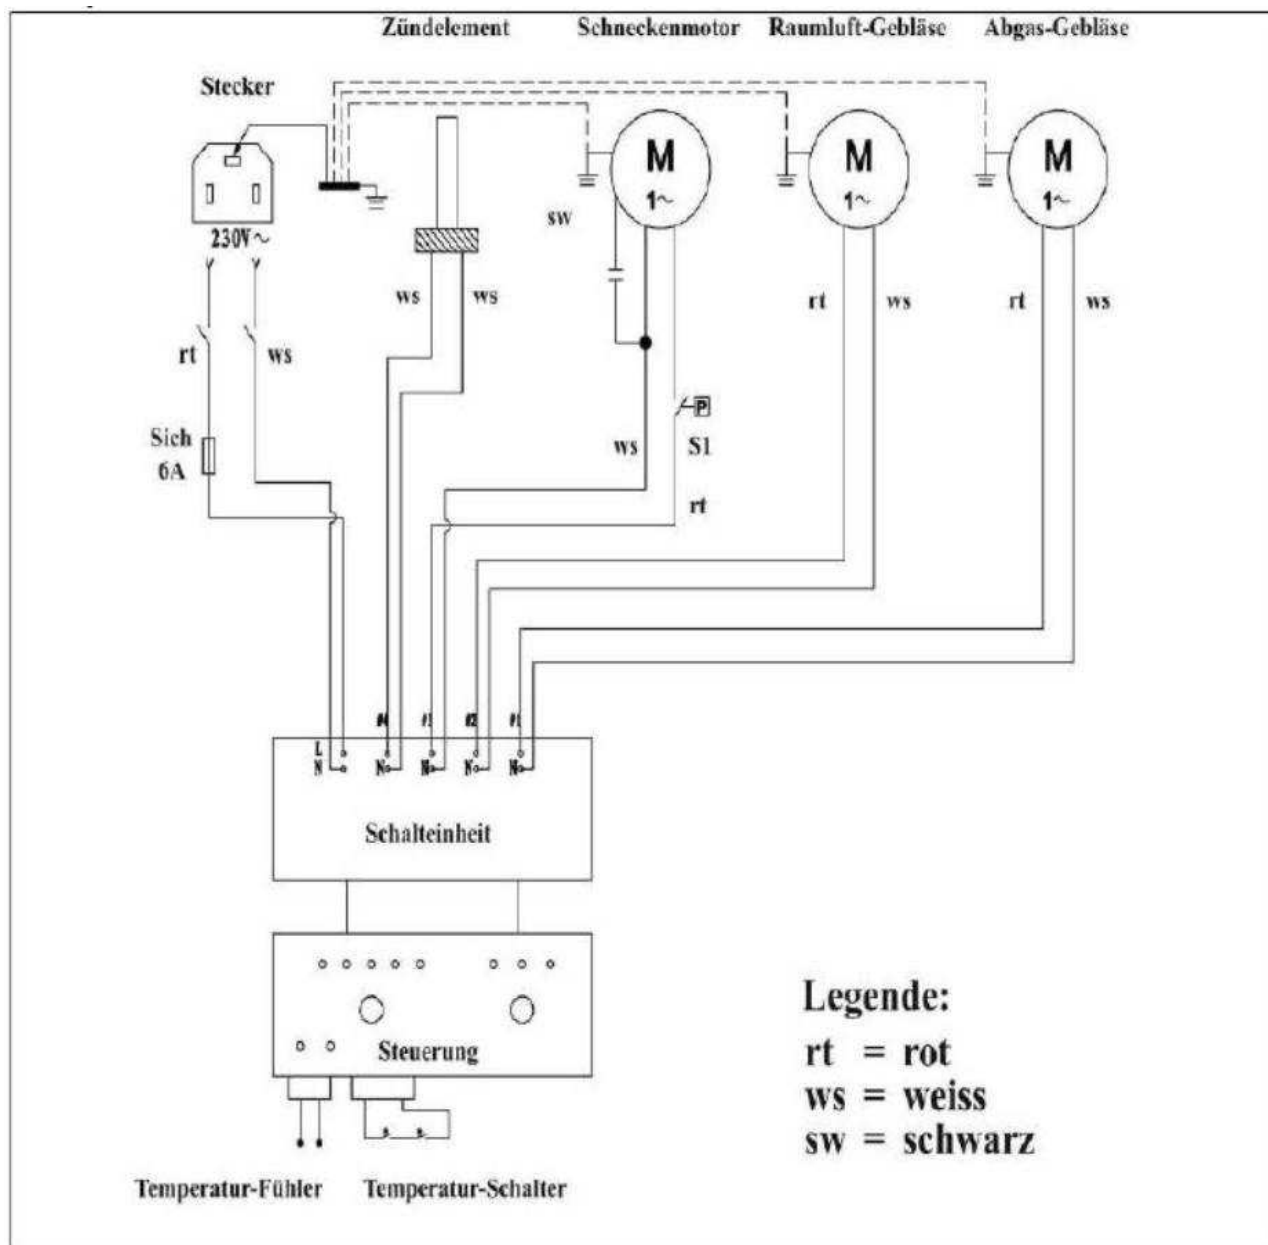 Zündelement Schneckenmotor Raumluft-Gebläse Abgas-Gebläse
Stecker
M M M
1~ 1~ 1~
sw
230V~
ws ws rt ws rt ws
rt ws
P
Sich ws S1
6A
rt
#4 #2
L
N N N N N
Schalteinheit
Legende:
rt = rot
Steuerung
ws = weiss
sw = schwarz
Temperatur-Fühler Temperatur-Schalter